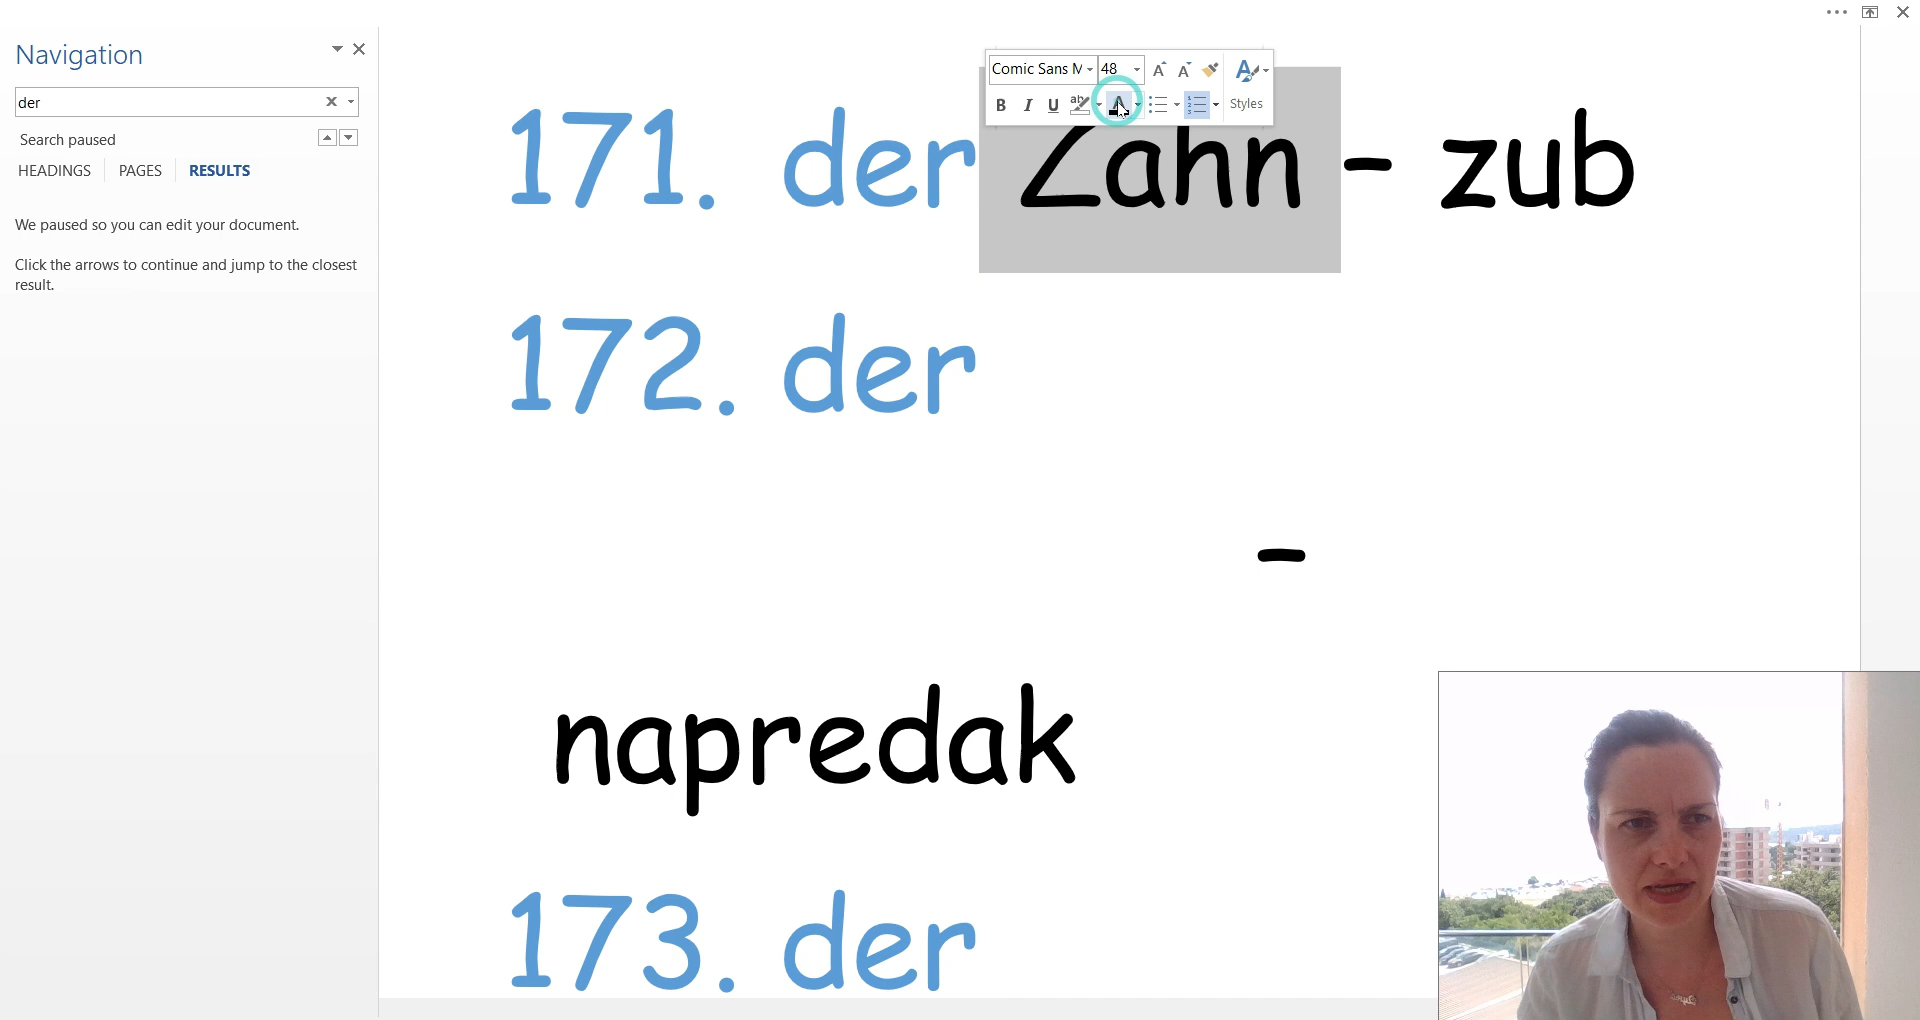 Navigation
der
Search paused
HEADINGS PAGES RESULTS
We paused so you can edit your document.
Click the arrows to continue and jump to the closest
result.
Comic Sans M 48
B I U Styles
171. der Zahn - zub
172. der
-
napredak
173. der